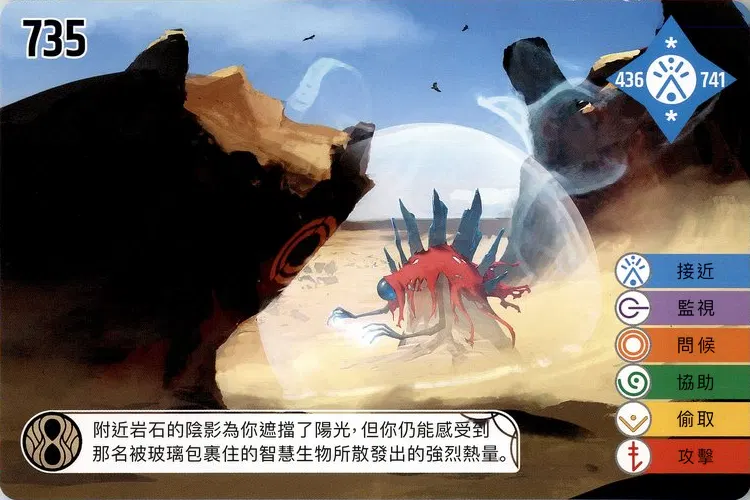 735
*
436 741
*
接近
監視
問候
協助
偷取
攻擊
附近岩石的陰影為你遮擋了陽光，但你仍能感受到
那名被玻璃包裹住的智慧生物所散發出的強烈熱量。